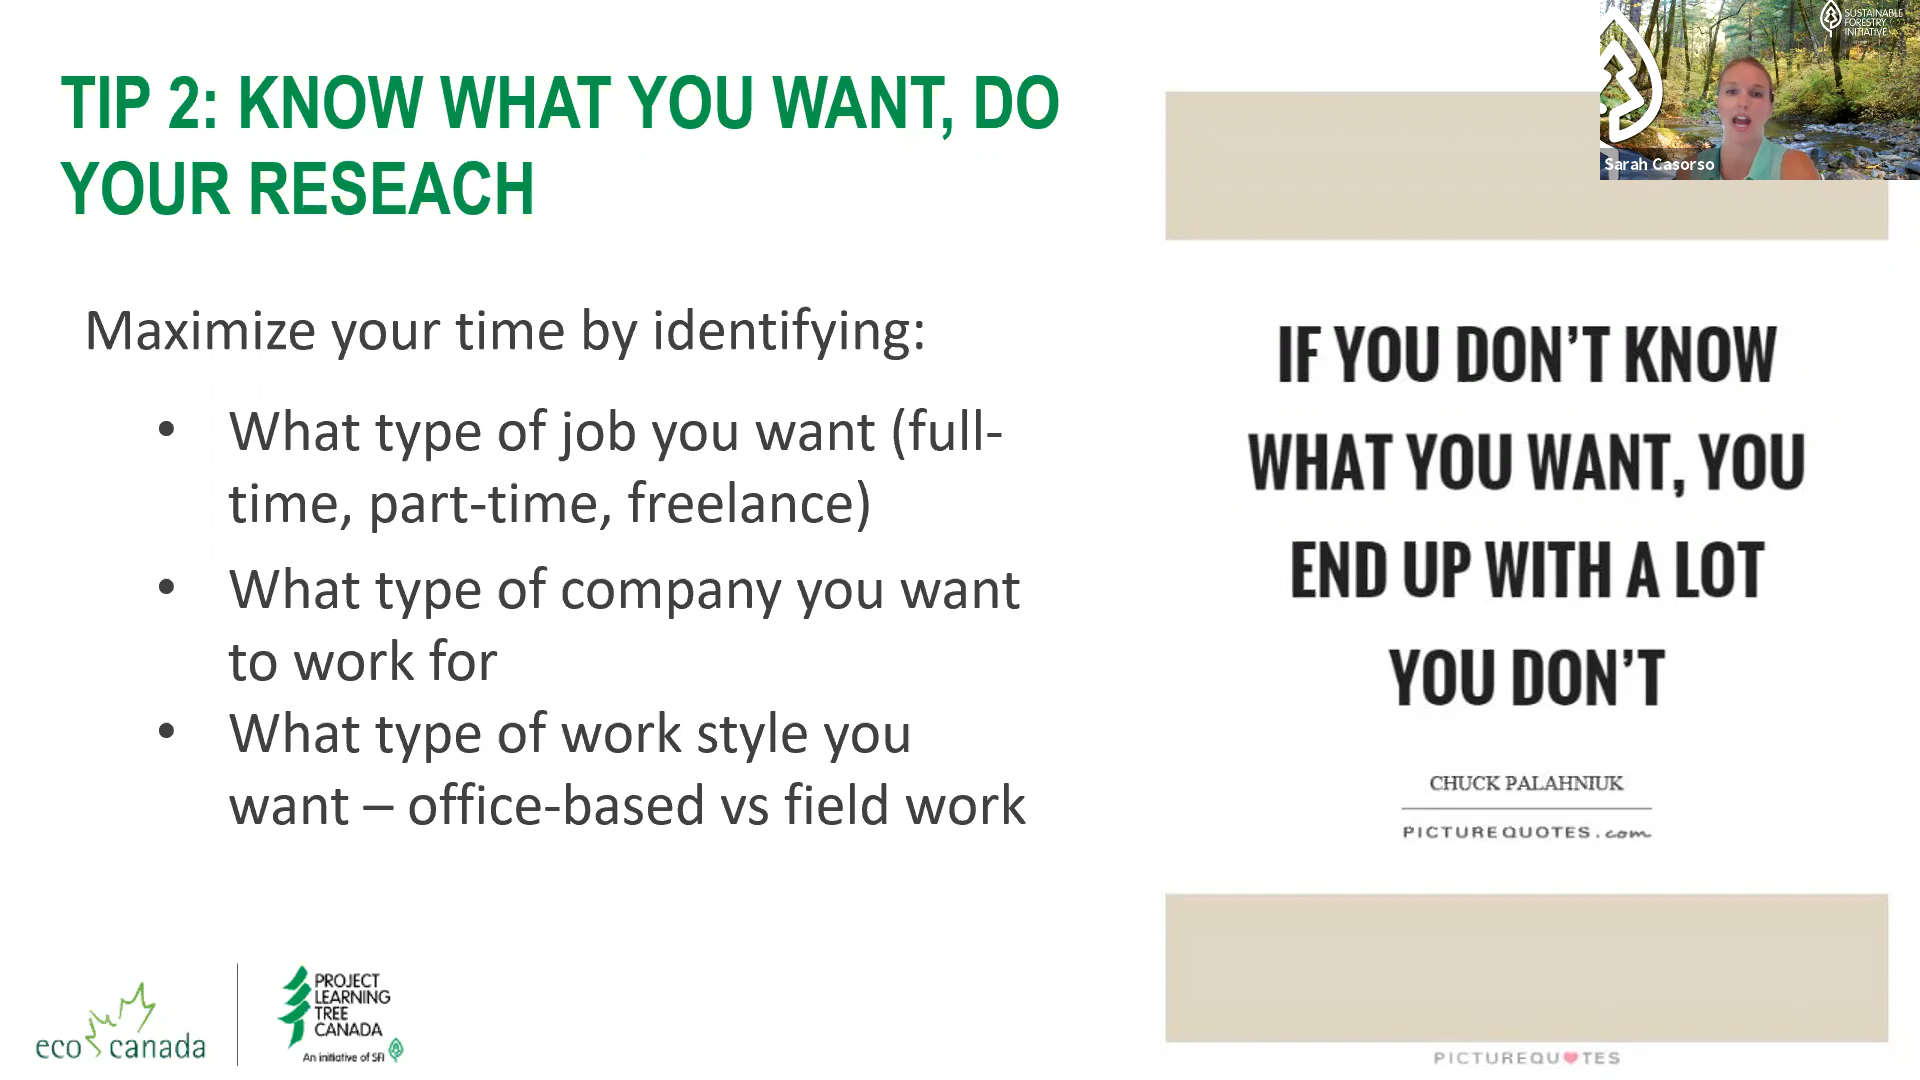 TIP 2: KNOW WHAT YOU WANT, DO
YOUR RESEACH
Maximize your time by identifying:
• What type of job you want (full-
time, part-time, freelance)
• What type of company you want
to work for
• What type of work style you
want – office-based vs field work
eco canada
PROJECT
LEARNING
TREE
CANADA
An initiative of SFI
SUSTAINABLE
FORESTRY
INITIATIVE
Sarah Casorso
IF YOU DON'T KNOW
WHAT YOU WANT, YOU
END UP WITH A LOT
YOU DON'T
CHUCK PALAHNIUK
PICTUREQUOTES.com
PICTUREQU♥TES